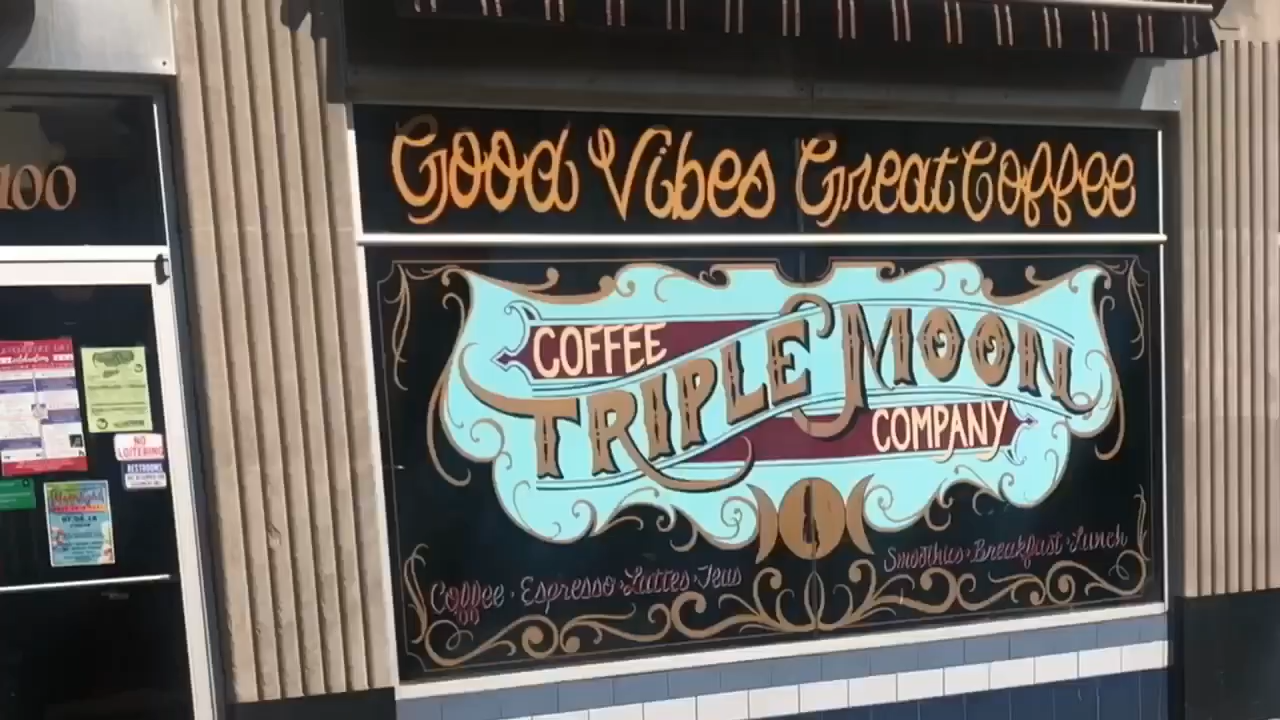 Good Vibes Great Coffee
100
COFFEE
TRIPLE MOON
COMPANY
Coffee · Espresso · Lattes · Teas
Smoothies · Breakfast · Lunch
NO
LOITERING
RESTROOMS